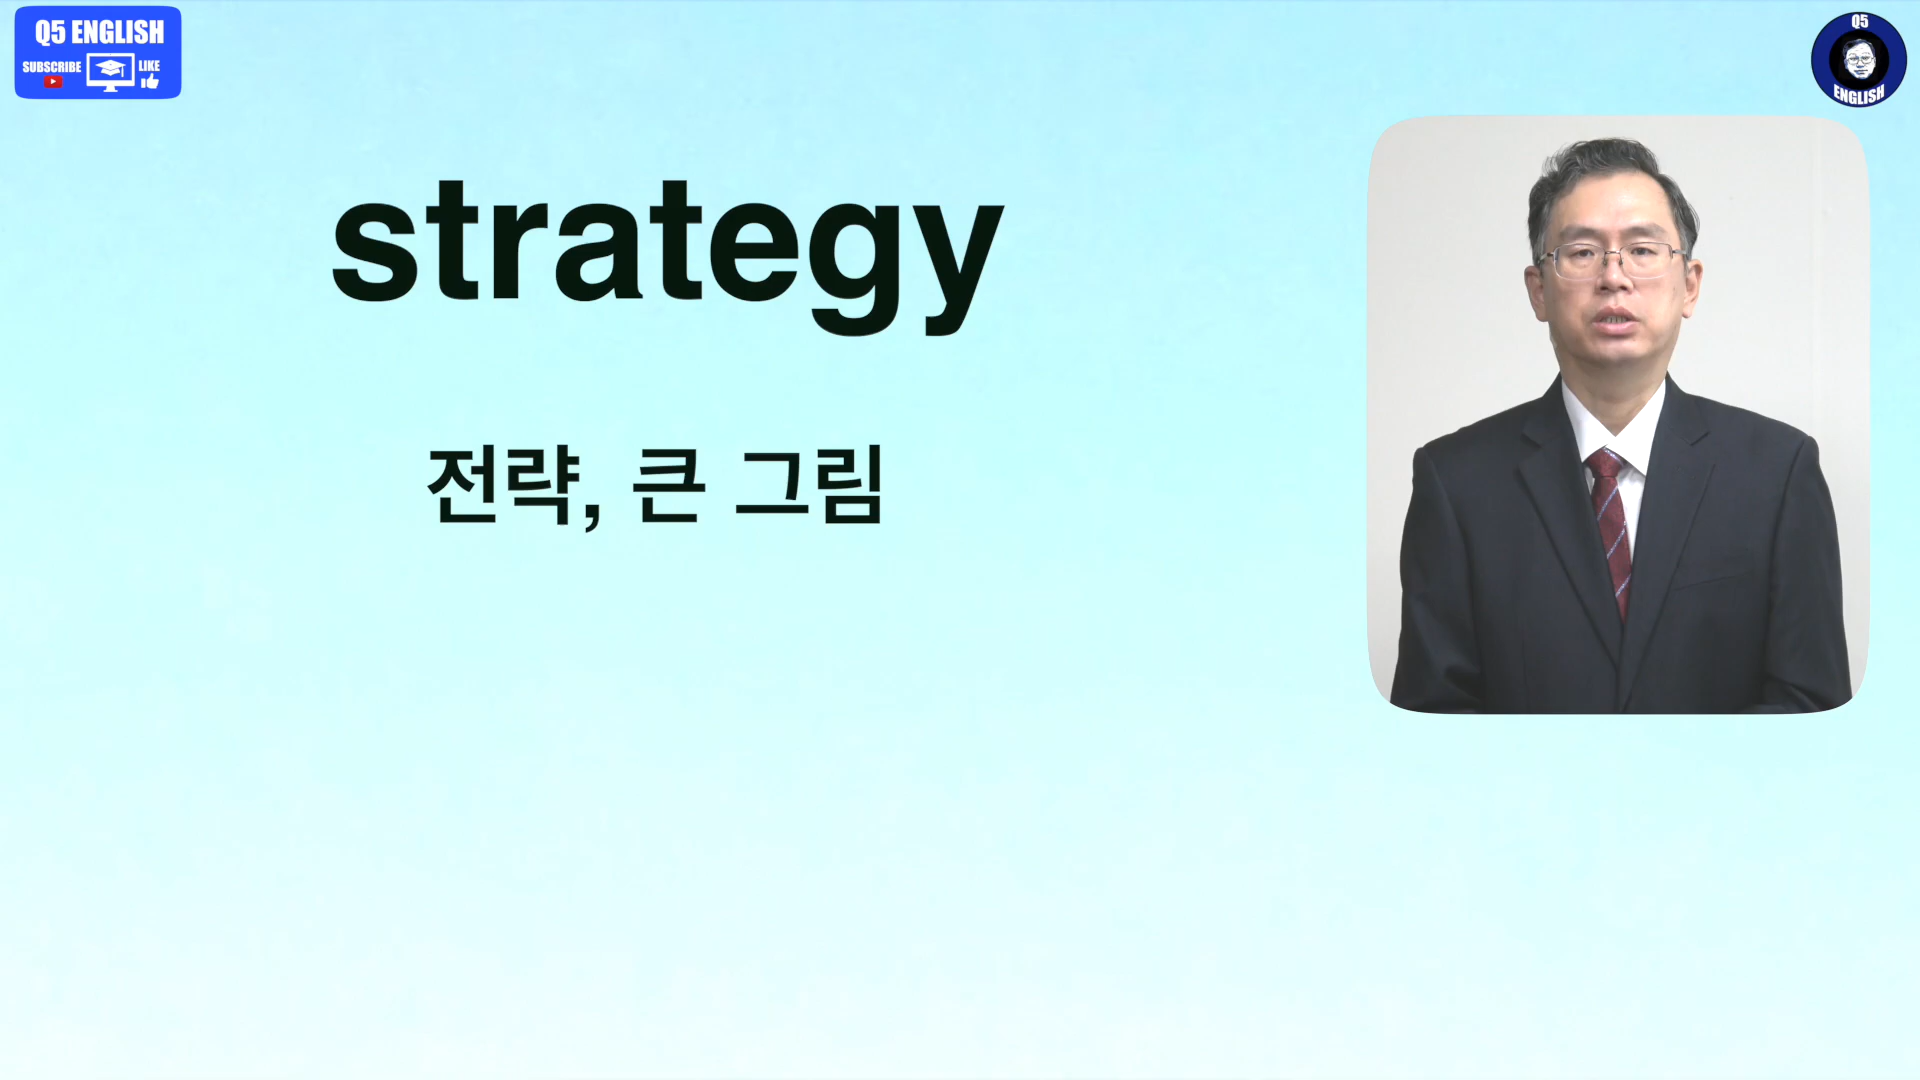 Q5 ENGLISH
SUBSCRIBE
LIKE
Q5
ENGLISH
strategy
전략, 큰 그림